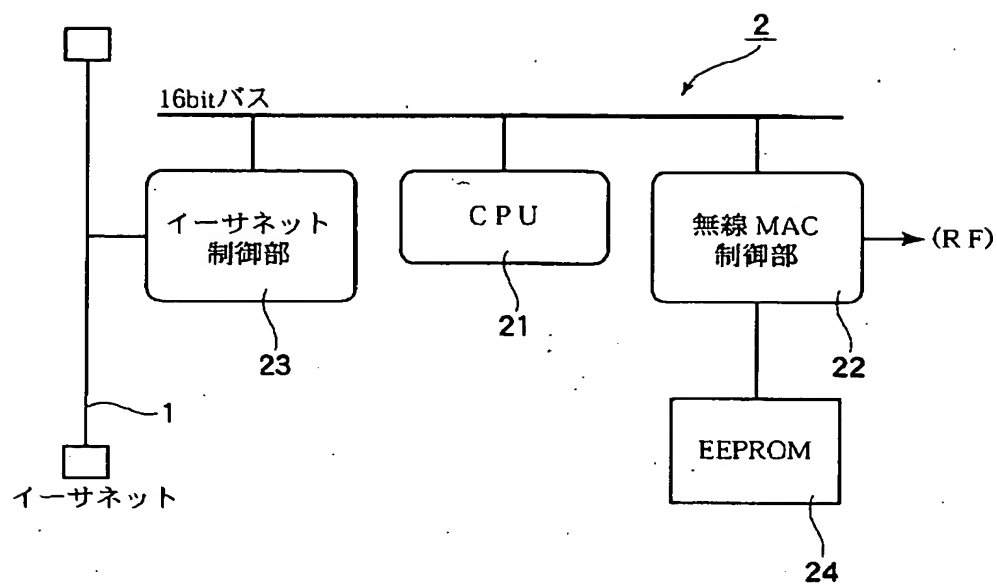 2
16bitバス
イーサネット
制御部
CPU
無線 MAC
制御部
(RF)
23
21
22
1
EEPROM
イーサネット
24